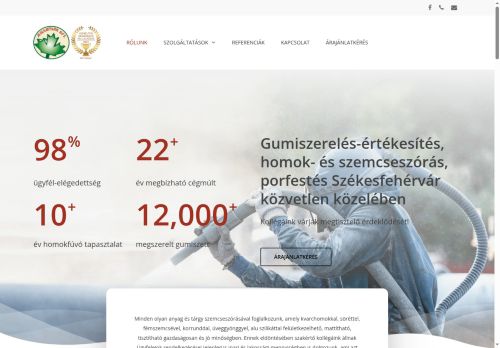 RÓLUNK
SZOLGÁLTATÁSOK
REFERENCIÁK
KAPCSOLAT
ÁRAJÁNLATKÉRÉS
98%
ügyfél-elégedettség
22+
év megbízható cégmúlt
10+
év homokfúvó tapasztalat
12,000+
megszerelt gumiszett
Gumiszerelés-értékesítés,
homok- és szemcseszórás,
porfestés Székesfehérvár
közvetlen közelében
Kollégáink várják megtisztelő érdeklődését!
ÁRAJÁNLATKÉRÉS
Minden olyan anyag és tárgy szemcseszórásával foglalkozunk, amely kvarchomokkal, söréttel,
fémszemcsével, korrunddal, üveggyönggyel, alu szilikáttal felületkezelhető, mattítható,
tisztítható gazdaságosan és jó minőségben. Ennek eldöntésében szakértő kollégáink állnak